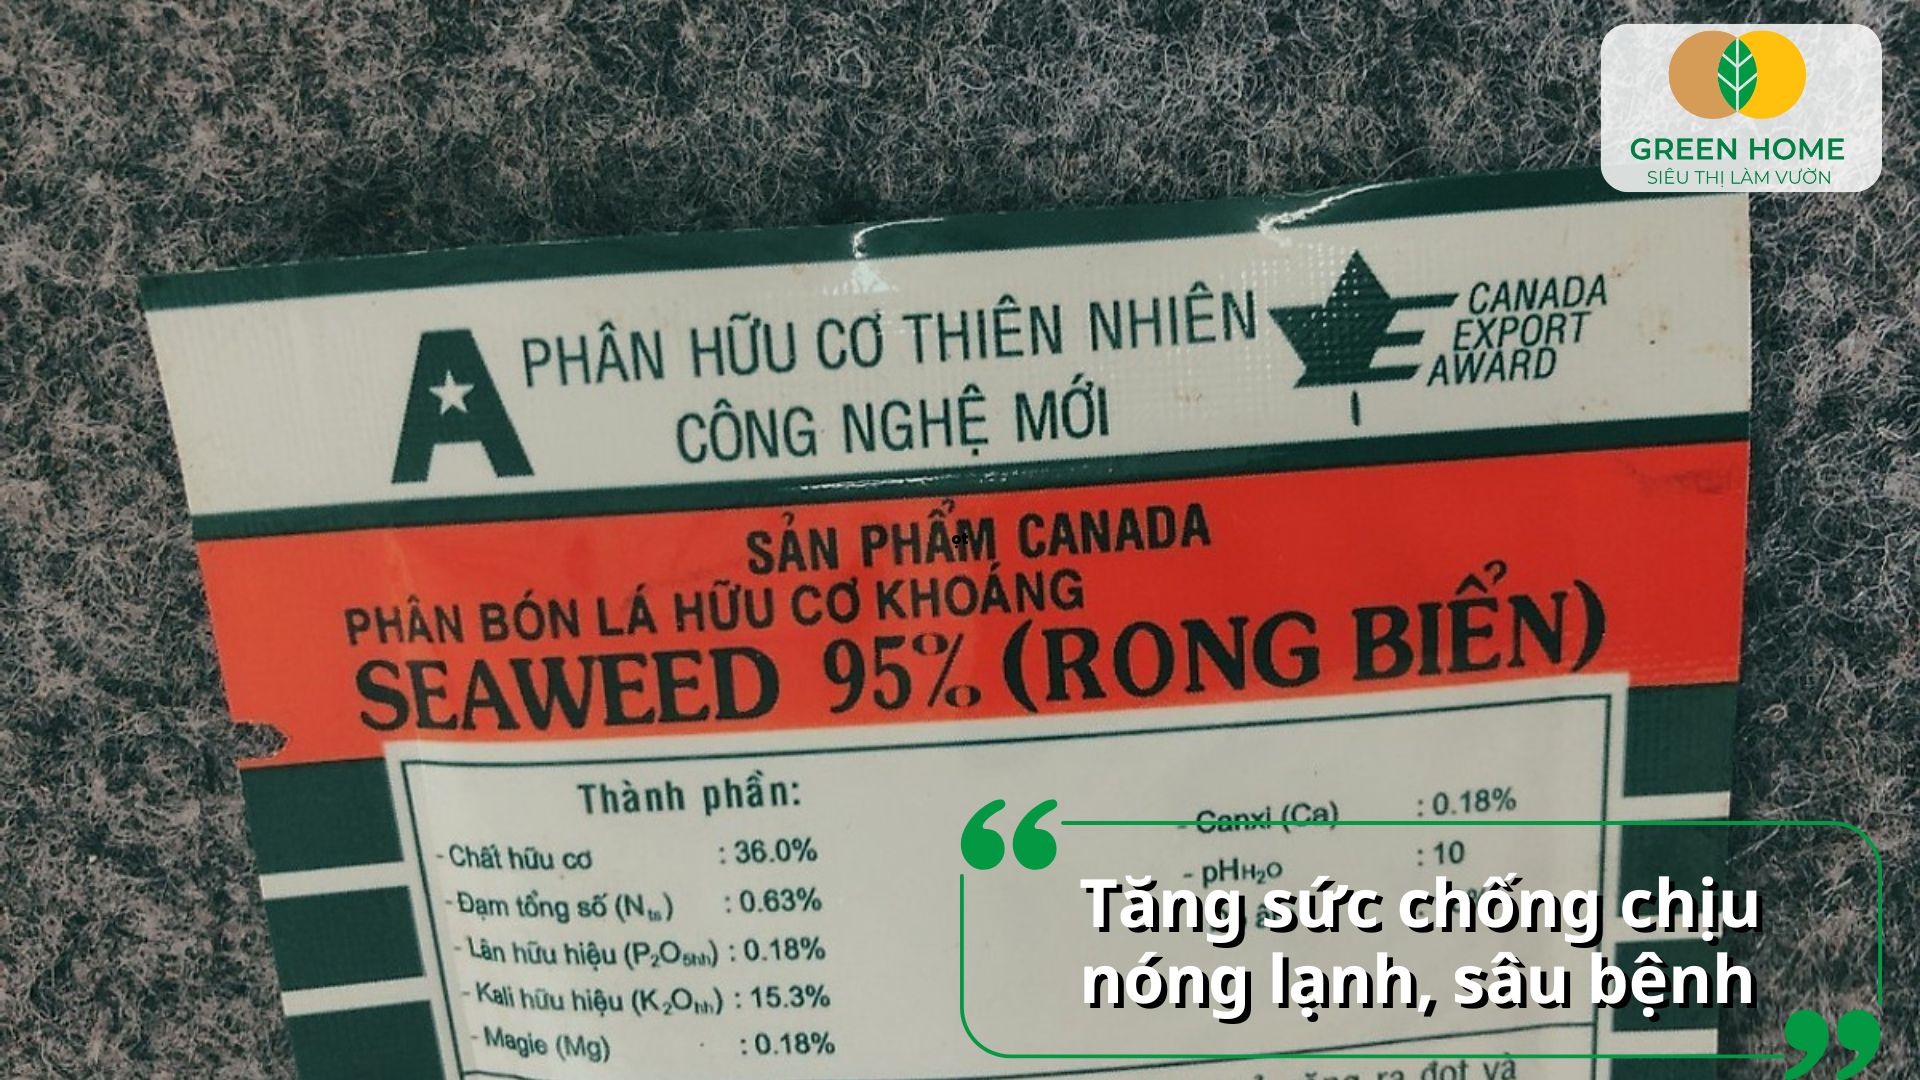 GREEN HOME
SIÊU THỊ LÀM VƯỜN
A PHÂN HỮU CƠ THIÊN NHIÊN
CÔNG NGHỆ MỚI
CANADA
EXPORT
AWARD
SẢN PHẨM CANADA
PHÂN BÓN LÁ HỮU CƠ KHOÁNG
SEAWEED 95% (RONG BIỂN)
Thành phần:
- Chất hữu cơ : 36.0%
- Đạm tổng số (Nts) : 0.63%
- Lân hữu hiệu (P2O5hh) : 0.18%
- Kali hữu hiệu (K2Ohh) : 15.3%
- Magie (Mg) : 0.18%
- Canxi (Ca) : 0.18%
- pHH2O : 10
Tăng sức chống chịu
nóng lạnh, sâu bệnh
ra đọt và